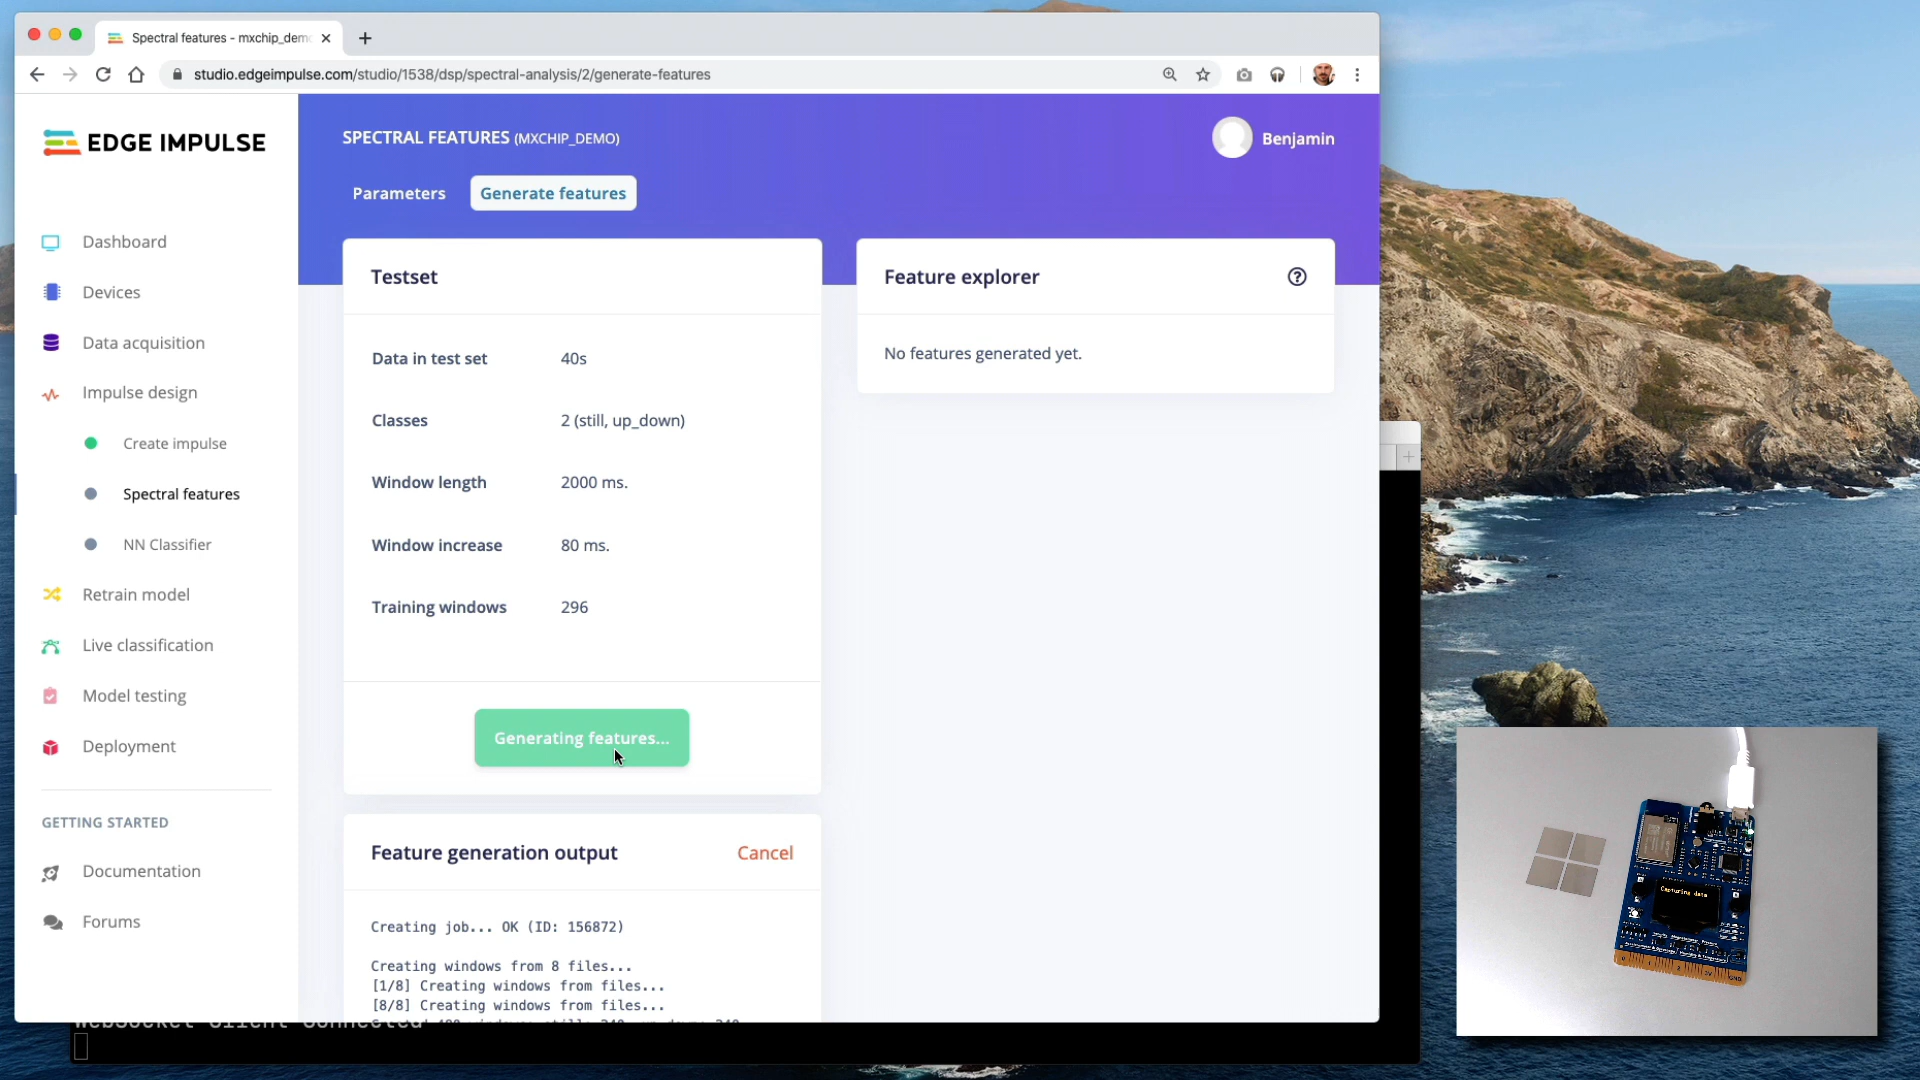 Spectral features - mxchip_dem
studio.edgeimpulse.com/studio/1538/dsp/spectral-analysis/2/generate-features
EDGE IMPULSE
SPECTRAL FEATURES (MXCHIP_DEMO)
Benjamin
Parameters
Generate features
Dashboard
Devices
Data acquisition
Impulse design
Create impulse
Spectral features
NN Classifier
Retrain model
Live classification
Model testing
Deployment
GETTING STARTED
Documentation
Forums
Testset
Data in test set 40s
Classes 2 (still, up_down)
Window length 2000 ms.
Window increase 80 ms.
Training windows 296
Generating features...
Feature generation output
Cancel
Creating job... OK (ID: 156872)
Creating windows from 8 files...
[1/8] Creating windows from files...
[8/8] Creating windows from files...
Feature explorer
No features generated yet.
WebSocket Client Connected
Capturing data